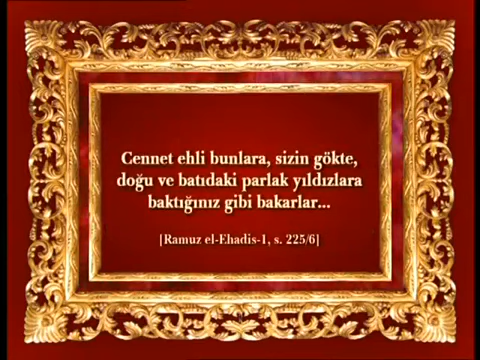 Cennet ehli bunlara, sizin gökte,
doğu ve batıdaki parlak yıldızlara
baktığınız gibi bakarlar...
[Ramuz el-Ehadis-1, s. 225/6]